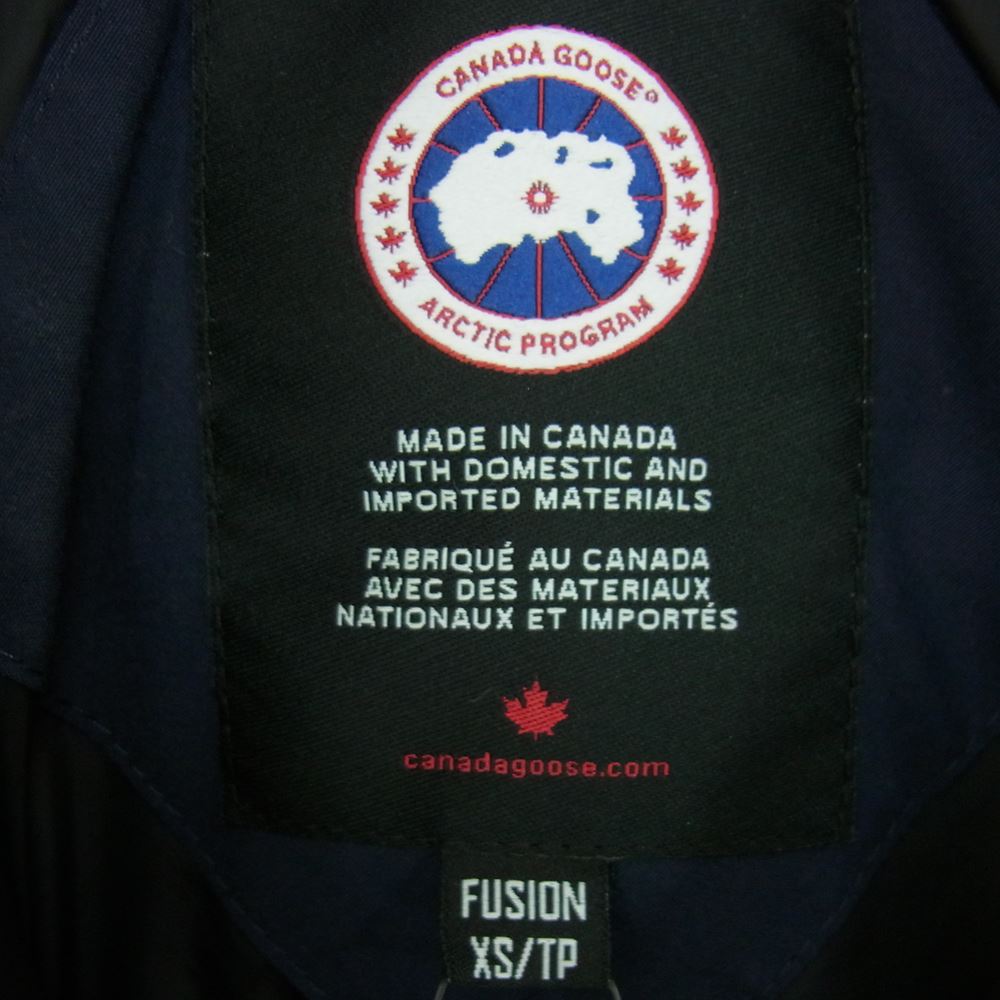 CANADA GOOSE®
ARCTIC PROGRAM
MADE IN CANADA
WITH DOMESTIC AND
IMPORTED MATERIALS
FABRIQUÉ AU CANADA
AVEC DES MATERIAUX
NATIONAUX ET IMPORTÉS
canadagoose.com
FUSION
XS/TP